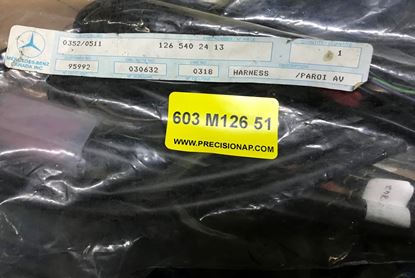 MERCEDES-BENZ
CANADA INC.
0352/0511 126 540 24 13 1
95992 030632 0318 HARNESS /PAROI AV
603 M126 51
WWW.PRECISIONAP.COM